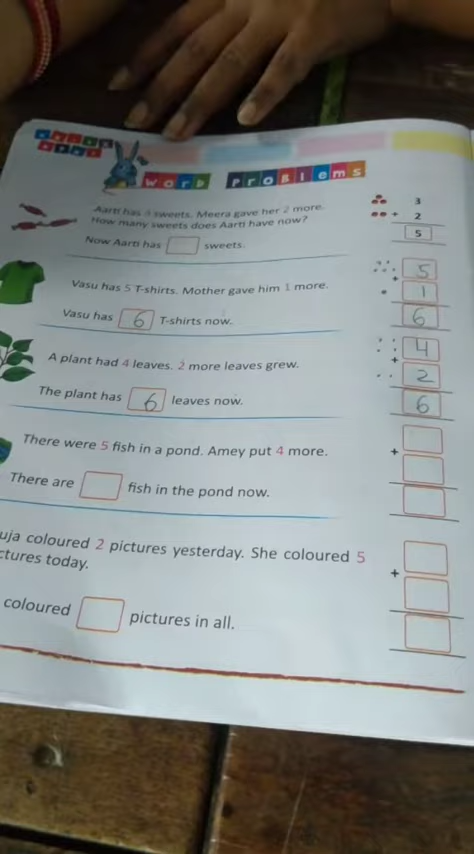 WORD PROBLEMS
Aarti has 3 sweets. Meera gave her 2 more.
How many sweets does Aarti have now?
Now Aarti has sweets.
3
+ 2
5
Vasu has 5 T-shirts. Mother gave him 1 more.
Vasu has 6 T-shirts now.
5
+
1
6
A plant had 4 leaves. 2 more leaves grew.
The plant has 6 leaves now.
4
+
2
6
There were 5 fish in a pond. Amey put 4 more.
There are fish in the pond now.
+
uja coloured 2 pictures yesterday. She coloured 5
ctures today.
coloured pictures in all.
+